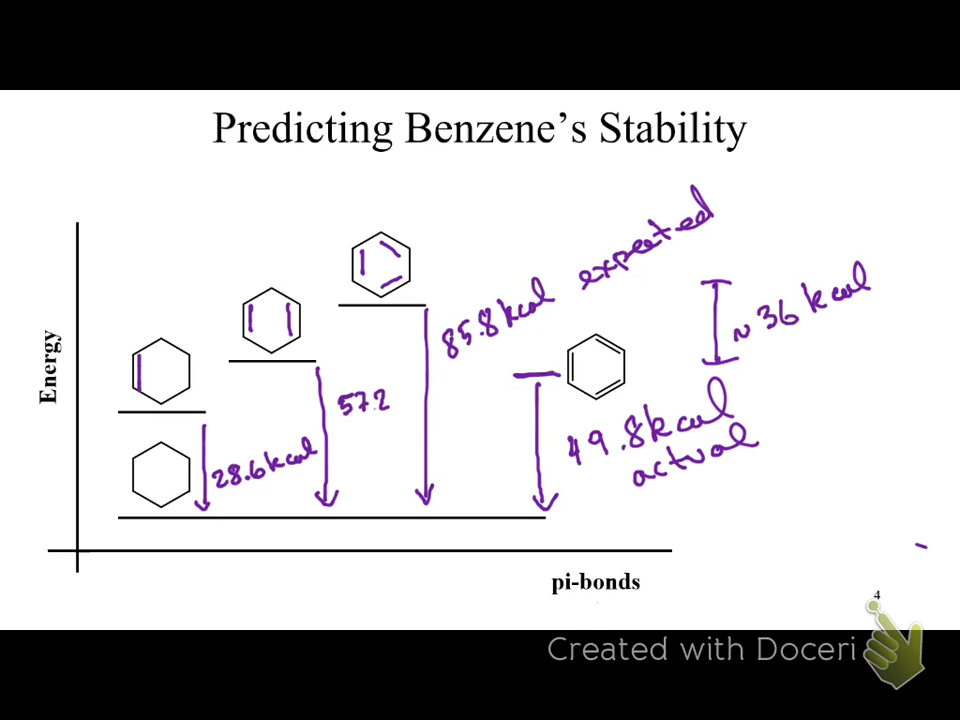 Predicting Benzene's Stability
85.8 kcal expected
~ 36 kcal
Energy
57.2
28.6 kcal
49.8 kcal
actual
pi-bonds
4
Created with Doceri